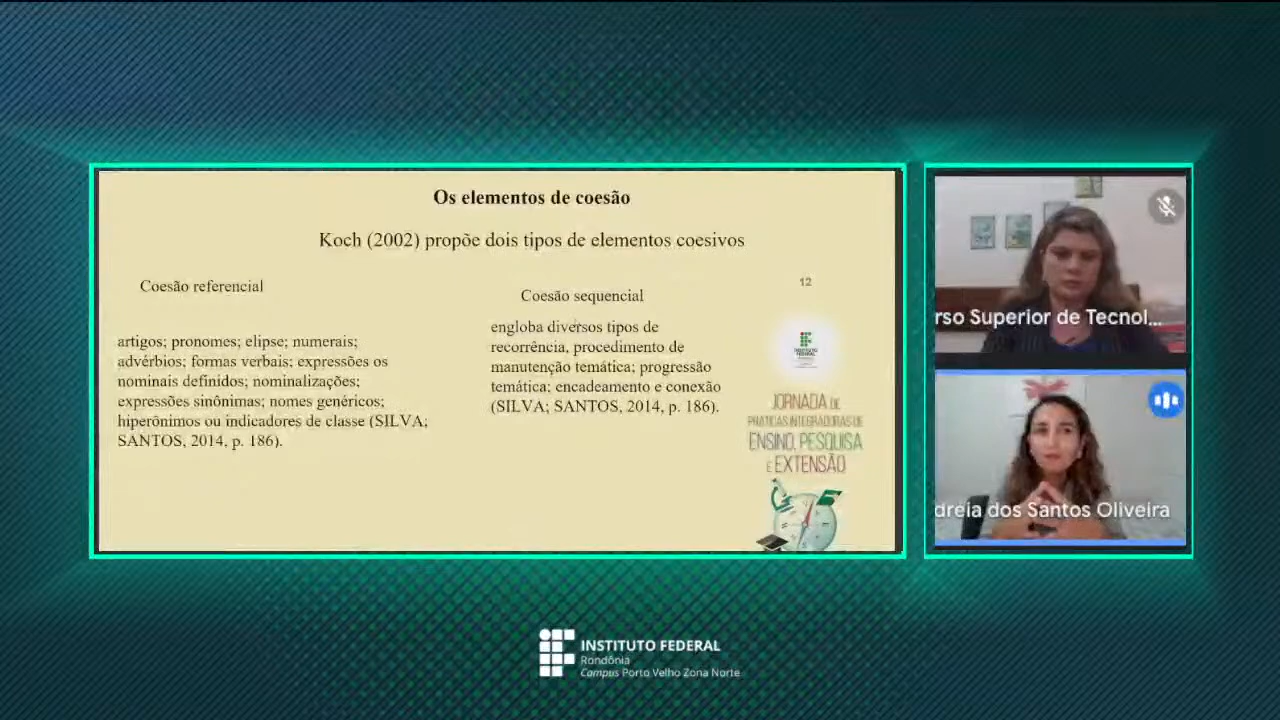 Os elementos de coesão
Koch (2002) propõe dois tipos de elementos coesivos
Coesão referencial
artigos; pronomes; elipse; numerais;
advérbios; formas verbais; expressões os
nominais definidos; nominalizações;
expressões sinônimas; nomes genéricos;
hiperônimos ou indicadores de classe (SILVA;
SANTOS, 2014, p. 186).
Coesão sequencial
engloba diversos tipos de
recorrência, procedimento de
manutenção temática; progressão
temática; encadeamento e conexão
(SILVA; SANTOS, 2014, p. 186).
12
INSTITUTO
FEDERAL
JORNADA DE
PRÁTICAS INTEGRADORAS DE
ENSINO, PESQUISA
E EXTENSÃO
rso Superior de Tecnol...
dreia dos Santos Oliveira
INSTITUTO FEDERAL
Rondônia
Campus Porto Velho Zona Norte